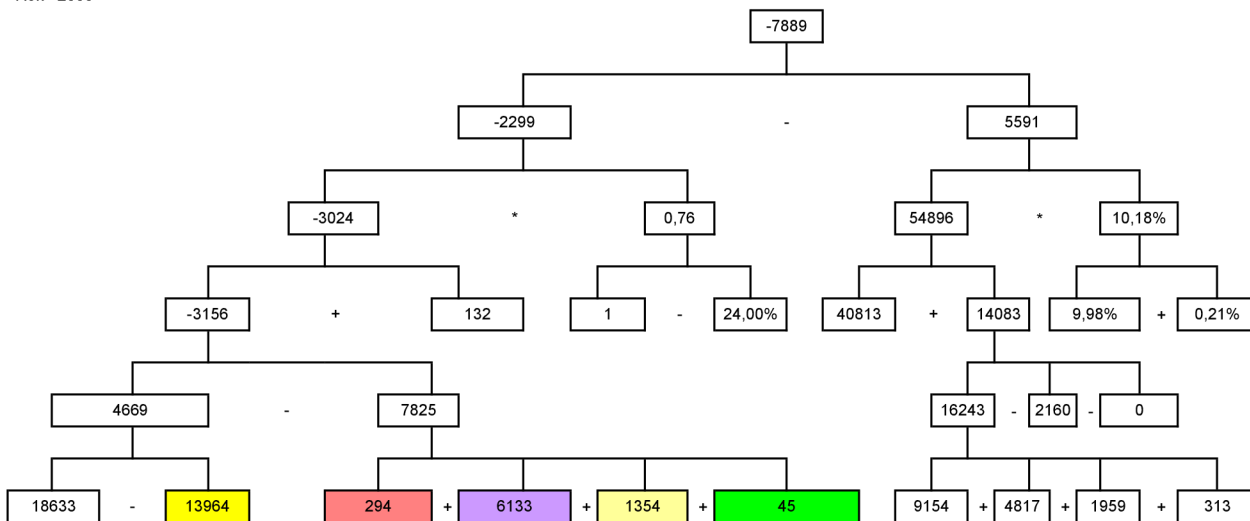 -7889
-2299 - 5591
-3024 * 0,76 54896 * 10,18%
-3156 + 132 1 - 24,00% 40813 + 14083 9,98% + 0,21%
4669 - 7825 16243 - 2160 - 0
18633 - 13964 294 + 6133 + 1354 + 45 9154 + 4817 + 1959 + 313